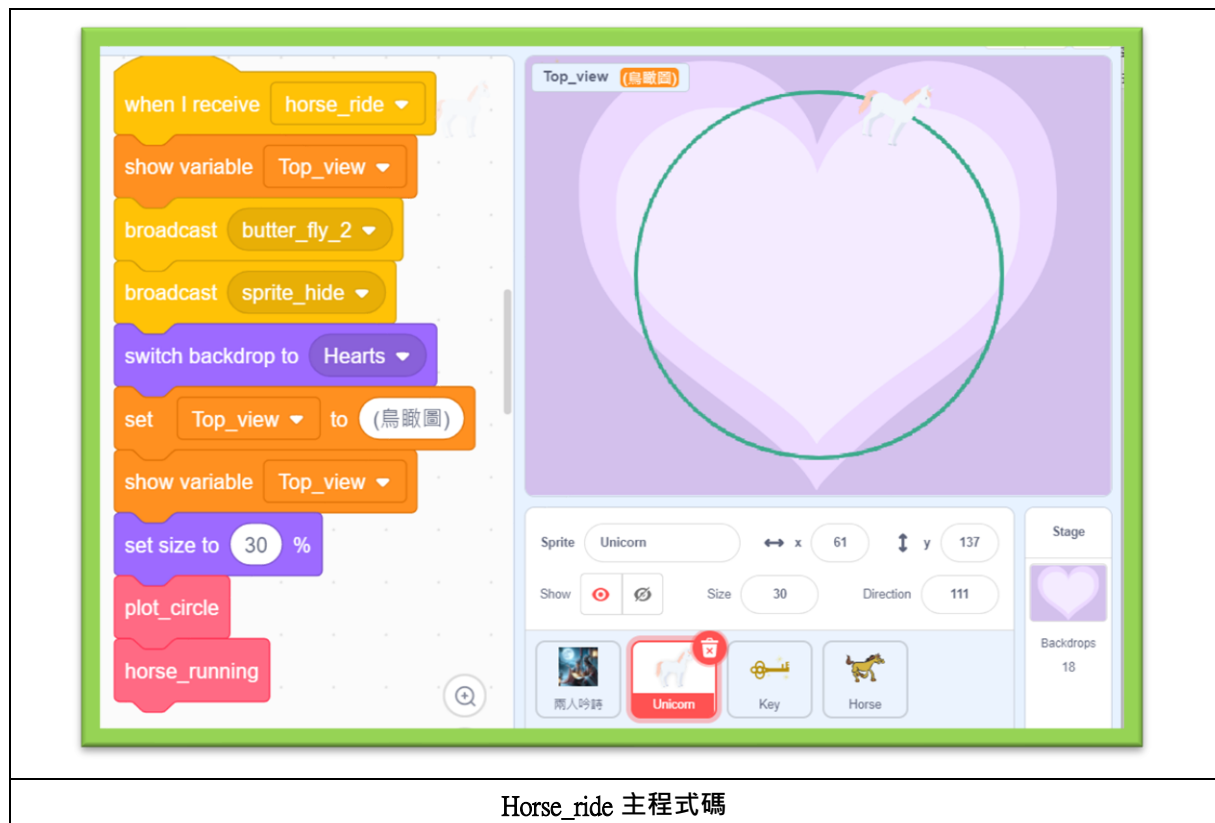 when I receive horse_ride
show variable Top_view
broadcast butter_fly_2
broadcast sprite_hide
switch backdrop to Hearts
set Top_view to (鳥瞰圖)
show variable Top_view
set size to 30 %
plot_circle
horse_running
Top_view (鳥瞰圖)
Sprite Unicorn x 61 y 137
Show Size 30 Direction 111
兩人吟詩 Unicorn Key Horse
Stage
Backdrops
18
Horse_ride 主程式碼